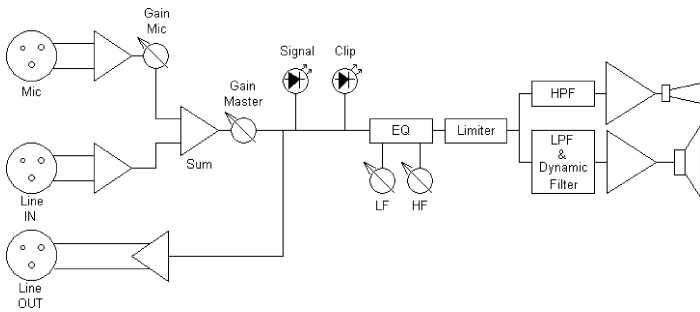 Gain
Mic
Mic
Signal
Clip
Gain
Master
HPF
EQ
Limiter
LPF
&
Dynamic
Filter
Sum
Line
IN
LF
HF
Line
OUT